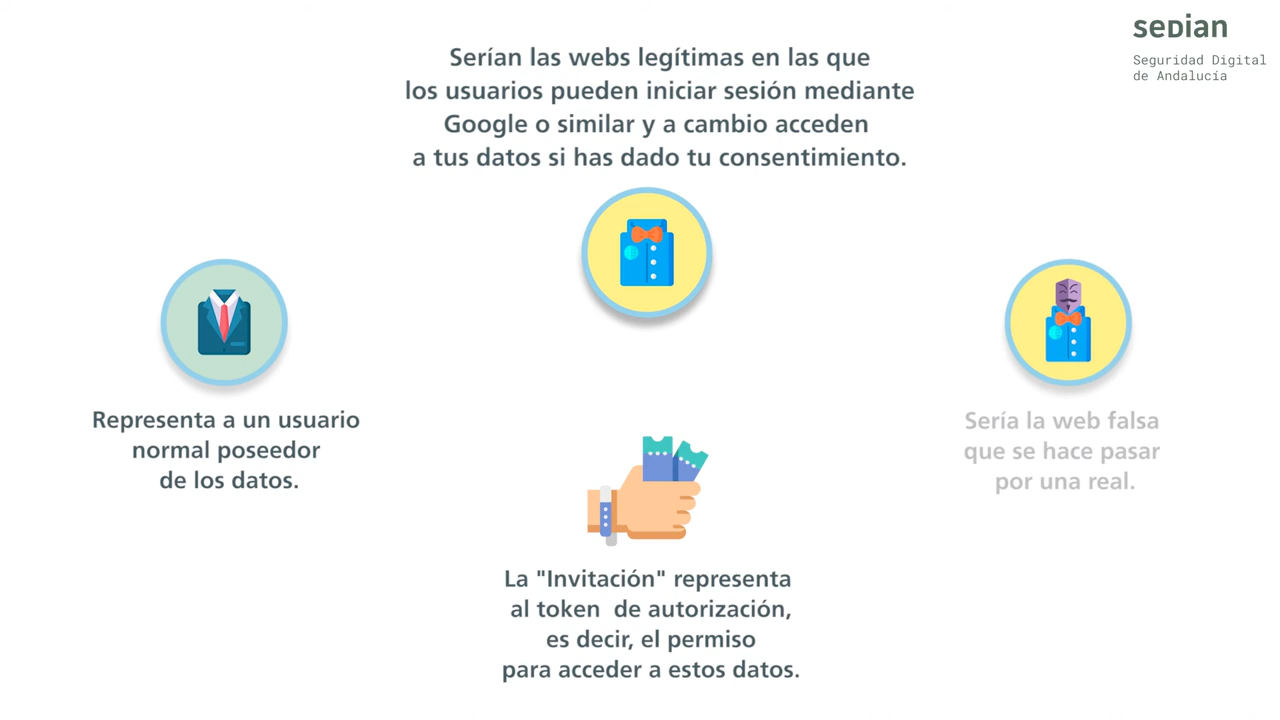 sedian
Seguridad Digital
de Andalucía
Serían las webs legítimas en las que
los usuarios pueden iniciar sesión mediante
Google o similar y a cambio acceden
a tus datos si has dado tu consentimiento.
Representa a un usuario
normal poseedor
de los datos.
Sería la web falsa
que se hace pasar
por una real.
La "Invitación" representa
al token de autorización,
es decir, el permiso
para acceder a estos datos.